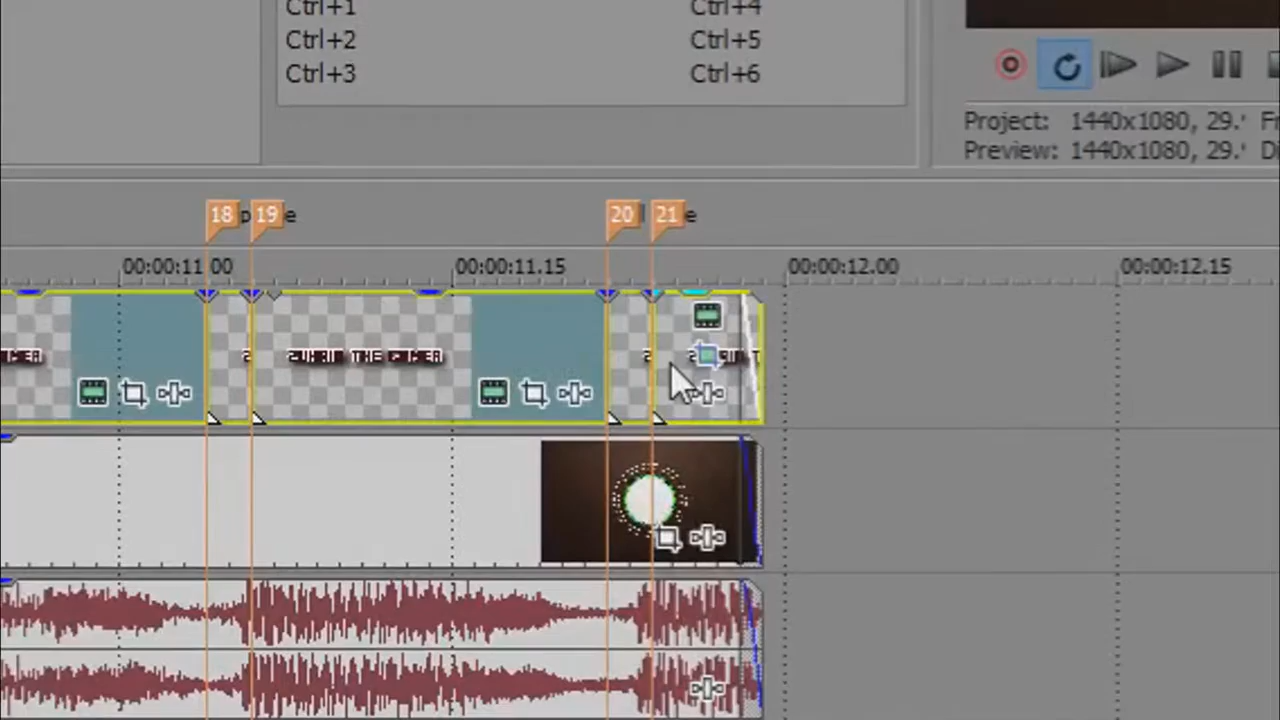 Ctrl+1 Ctrl+4
Ctrl+2 Ctrl+5
Ctrl+3 Ctrl+6
Project: 1440x1080, 29.
Preview: 1440x1080, 29.
18 p 19 e 20 l 21 e
00:00:11.00 00:00:11.15 00:00:12.00 00:00:12.15
THE